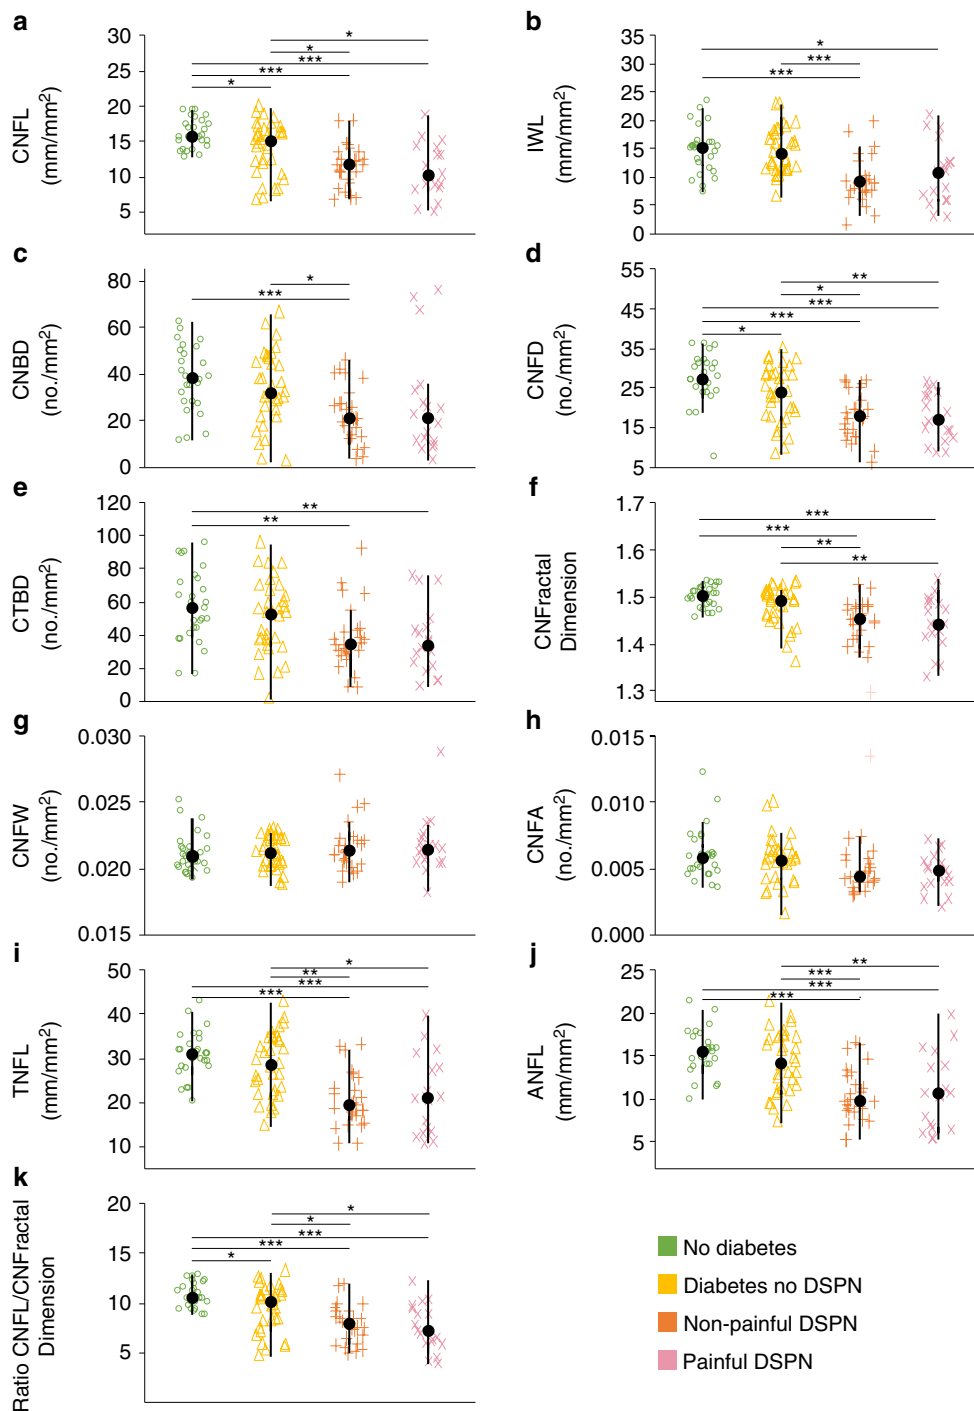 a
30
25
20
15
10
5
CNFL
(mm/mm²)
*
*
***
***
*
b
35
30
25
20
15
10
5
0
IWL
(mm/mm²)
*
***
***
c
80
60
40
20
0
CNBD
(no./mm²)
*
***
d
55
45
35
25
15
5
CNFD
(no./mm²)
**
*
***
***
*
e
120
100
80
60
40
20
0
CTBD
(no./mm²)
**
**
f
1.7
1.6
1.5
1.4
1.3
CNFractal
Dimension
***
***
**
**
g
0.030
0.025
0.020
0.015
CNFW
(no./mm²)
h
0.015
0.010
0.005
0.000
CNFA
(no./mm²)
i
50
40
30
20
10
TNFL
(mm/mm²)
*
**
***
***
j
25
20
15
10
5
ANFL
(mm/mm²)
**
***
***
***
k
20
15
10
5
Ratio CNFL/CNFractal
Dimension
*
*
***
***
*
No diabetes
Diabetes no DSPN
Non-painful DSPN
Painful DSPN